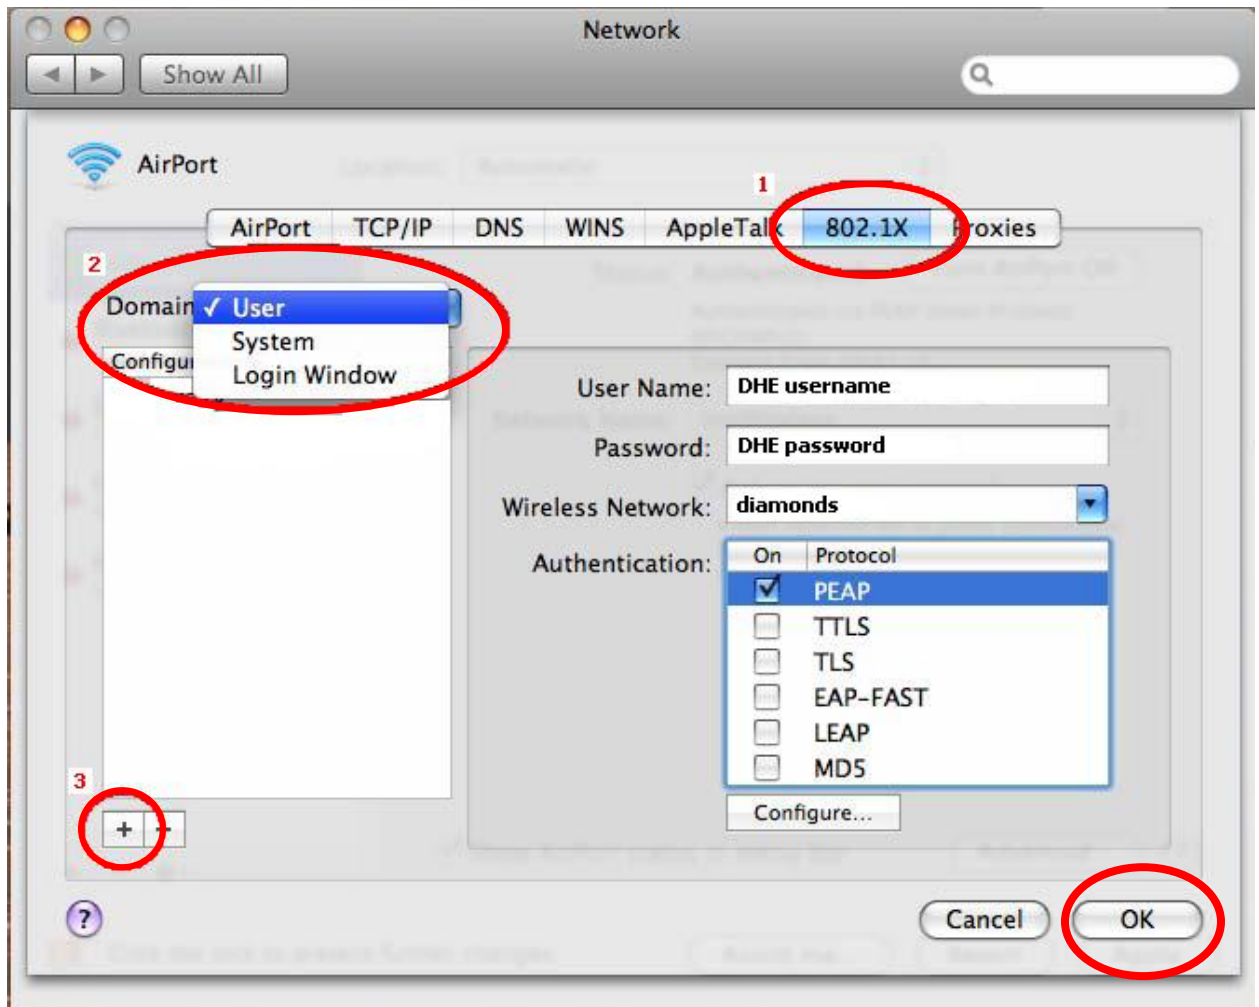 Network
Show All
AirPort
1
AirPort TCP/IP DNS WINS AppleTalk 802.1X Proxies
2
Domain ✓ User
System
Login Window
Configu
User Name: DHE username
Password: DHE password
Wireless Network: diamonds
Authentication: On Protocol
PEAP
TTLS
TLS
EAP-FAST
LEAP
MD5
3
+ -
Configure...
? Cancel OK